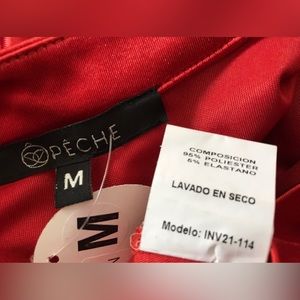 PÊCHE
M
M
COMPOSICION
95% POLIESTER
5% ELASTANO
LAVADO EN SECO
Modelo: INV21-114